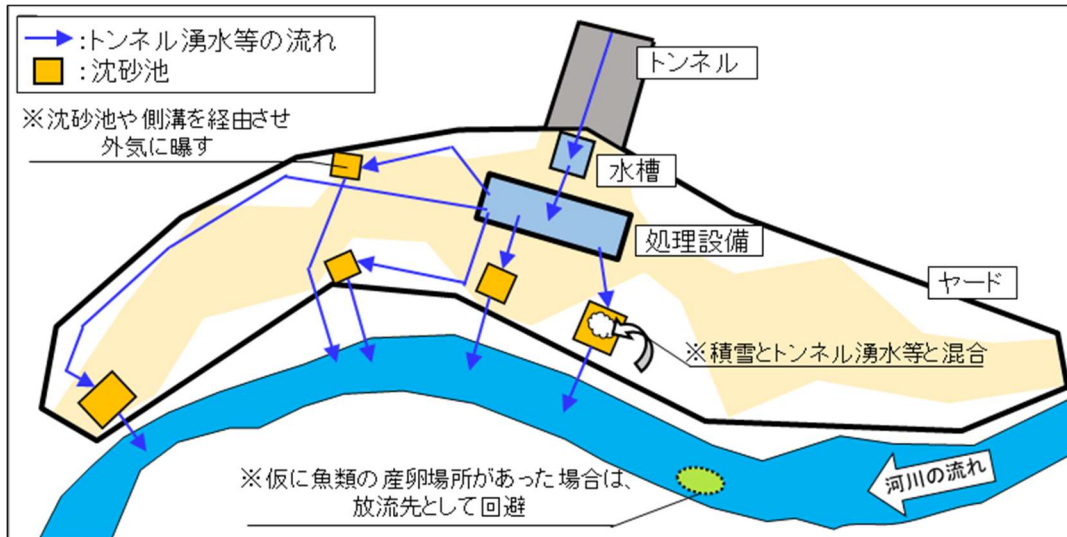 :トンネル湧水等の流れ
:沈砂池
※沈砂池や側溝を経由させ
外気に曝す
トンネル
水槽
処理設備
ヤード
※積雪とトンネル湧水等と混合
※仮に魚類の産卵場所があった場合は、
放流先として回避
河川の流れ